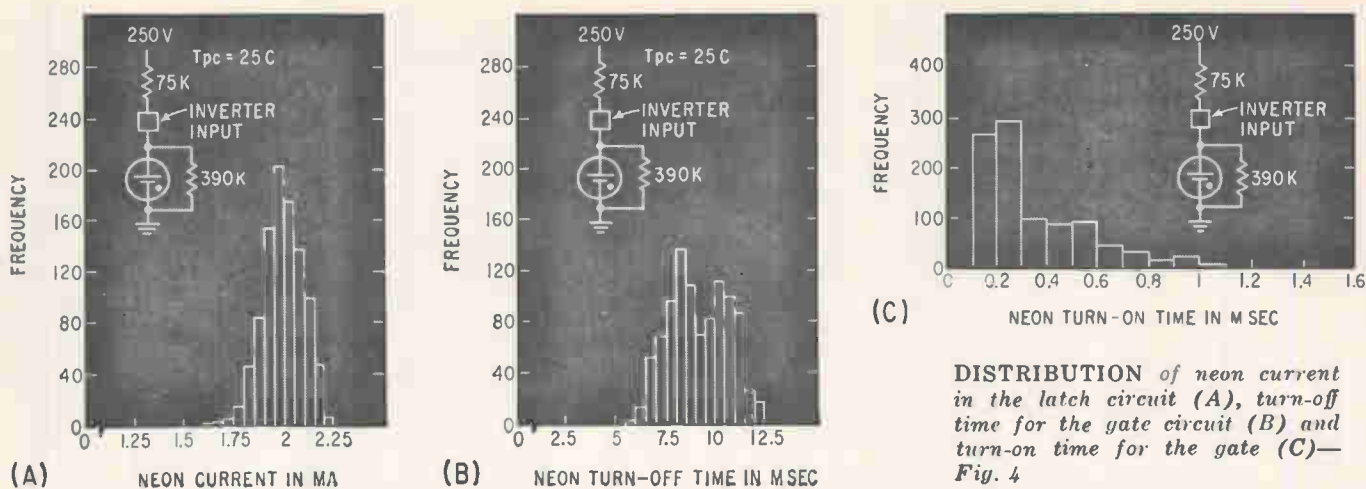 250V
Tpc = 25 C
75K
INVERTER
INPUT
390K
FREQUENCY
280
240
200
160
120
80
40
0
0 1.25 1.5 1.75 2 2.25
(A)
NEON CURRENT IN MA
250V
Tpc = 25 C
75K
INVERTER
INPUT
390K
FREQUENCY
280
240
200
160
120
80
40
0
0 2.5 5 7.5 10 12.5
(B)
NEON TURN-OFF TIME IN MSEC
250V
75K
INVERTER
INPUT
390K
FREQUENCY
400
300
200
100
0
0 0.2 0.4 0.6 0.8 1 1.2 1.4 1.6
(C)
NEON TURN-ON TIME IN MSEC
DISTRIBUTION of neon current
in the latch circuit (A), turn-off
time for the gate circuit (B) and
turn-on time for the gate (C)—
Fig. 4